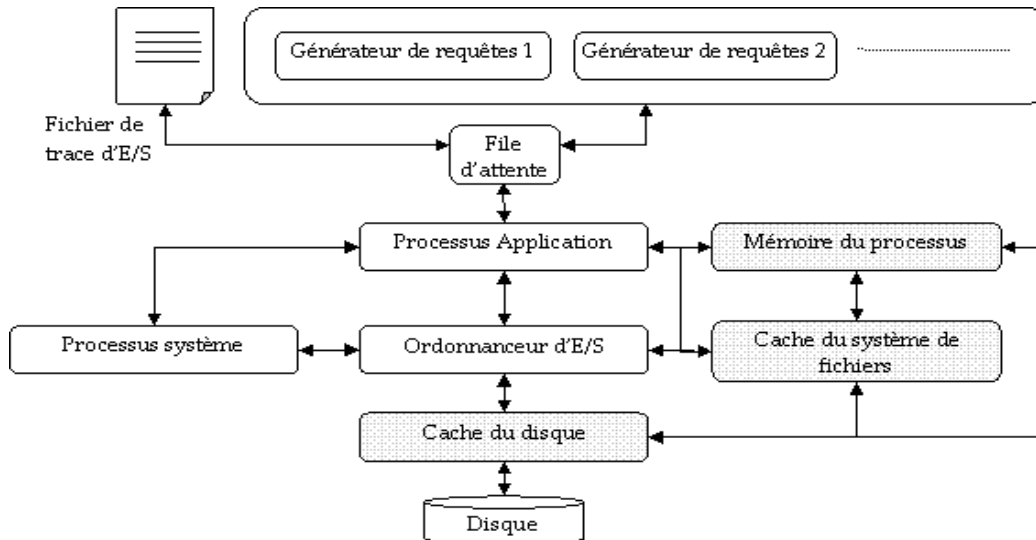 Générateur de requêtes 1
Générateur de requêtes 2
Fichier de
trace d'E/S
File
d'attente
Processus Application
Mémoire du processus
Processus système
Ordonnanceur d'E/S
Cache du système de
fichiers
Cache du disque
Disque